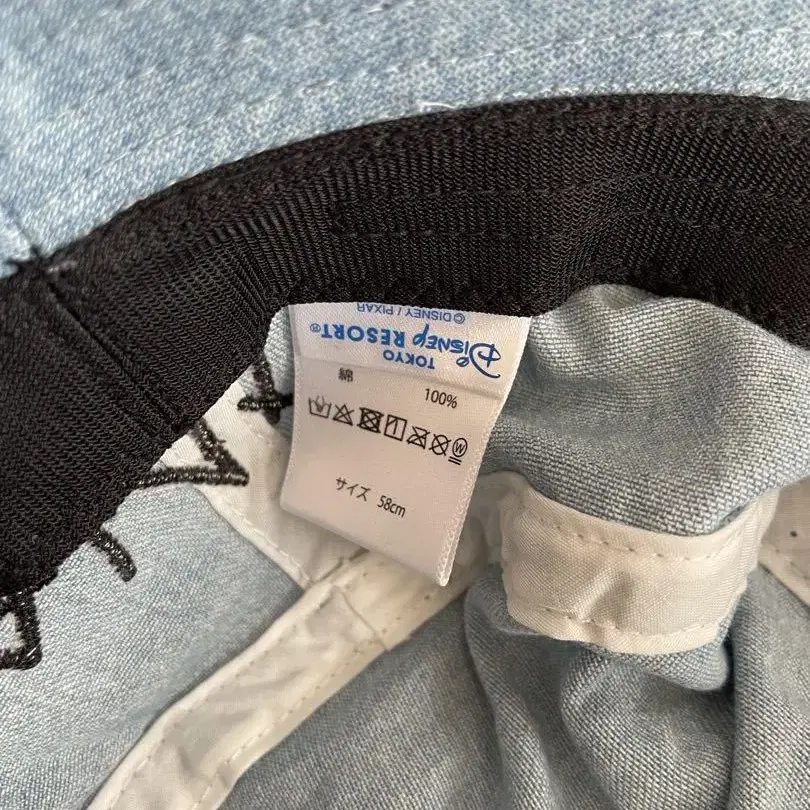 © DISNEY / PIXAR
TOKYO
Disney RESORT®
綿 100%
サイズ 58cm